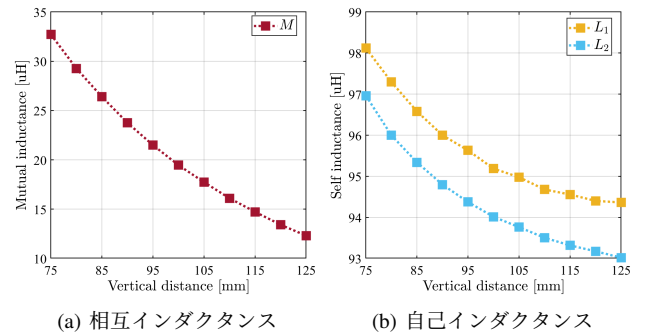 35
30
25
20
15
10
Mutual inductance [uH]
M
75 85 95 105 115 125
Vertical distance [mm]
(a) 相互インダクタンス
99
98
97
96
95
94
93
Self inductance [uH]
L₁
L₂
75 85 95 105 115 125
Vertical distance [mm]
(b) 自己インダクタンス